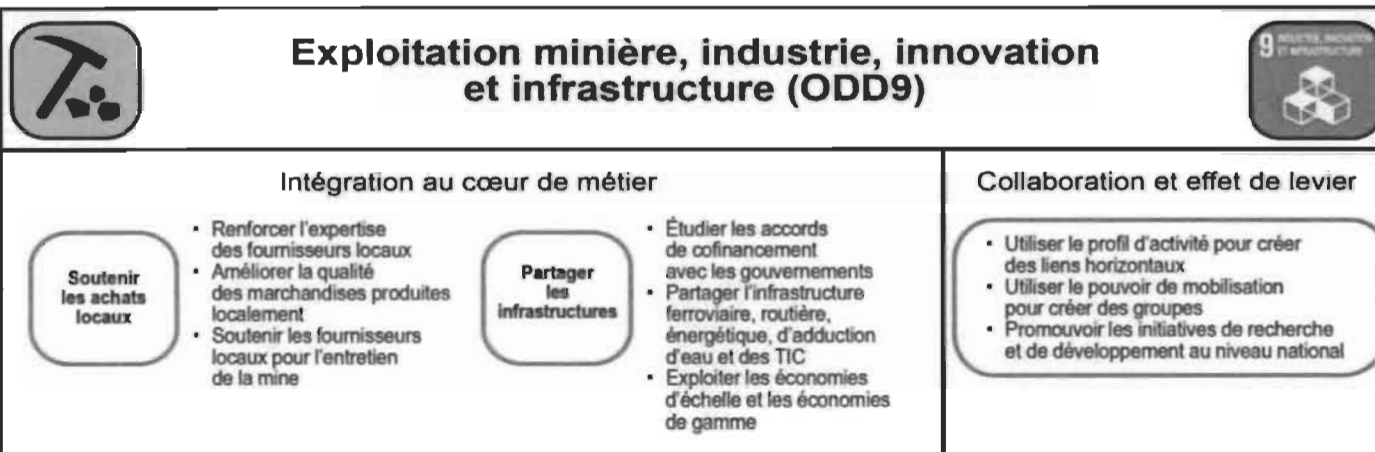 Exploitation minière, industrie, innovation
et infrastructure (ODD9)
9 INDUSTRIE, INNOVATION
ET INFRASTRUCTURE
Intégration au cœur de métier
Soutenir
les achats
locaux
• Renforcer l'expertise
des fournisseurs locaux
• Améliorer la qualité
des marchandises produites
localement
• Soutenir les fournisseurs
locaux pour l'entretien
de la mine
Partager
les
infrastructures
• Étudier les accords
de cofinancement
avec les gouvernements
• Partager l'infrastructure
ferroviaire, routière,
énergétique, d'adduction
d'eau et des TIC
• Exploiter les économies
d'échelle et les économies
de gamme
Collaboration et effet de levier
• Utiliser le profil d'activité pour créer
des liens horizontaux
• Utiliser le pouvoir de mobilisation
pour créer des groupes
• Promouvoir les initiatives de recherche
et de développement au niveau national